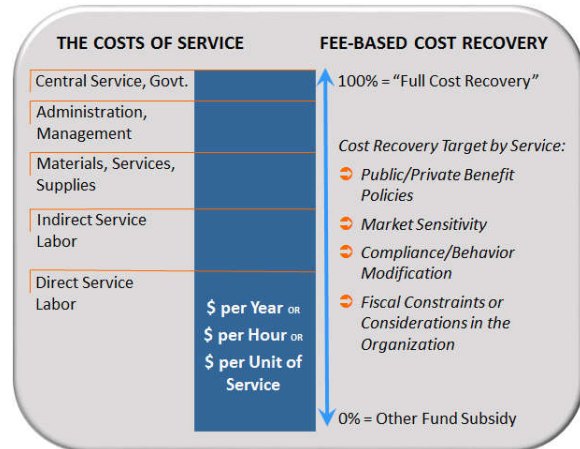 THE COSTS OF SERVICE
Central Service, Govt.
Administration,
Management
Materials, Services,
Supplies
Indirect Service
Labor
Direct Service
Labor
$ per Year OR
$ per Hour OR
$ per Unit of
Service
FEE-BASED COST RECOVERY
100% = “Full Cost Recovery”
Cost Recovery Target by Service:
Public/Private Benefit
Policies
Market Sensitivity
Compliance/Behavior
Modification
Fiscal Constraints or
Considerations in the
Organization
0% = Other Fund Subsidy